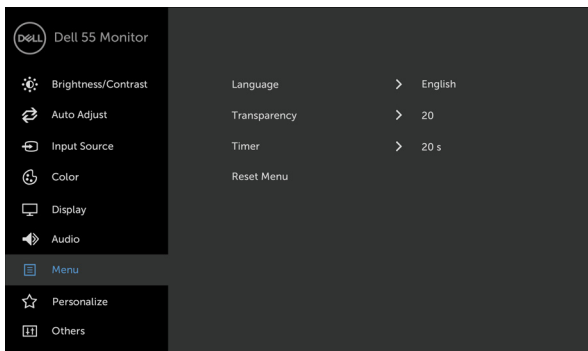 DELL Dell 55 Monitor
Brightness/Contrast
Auto Adjust
Input Source
Color
Display
Audio
Menu
Personalize
Others
Language > English
Transparency > 20
Timer > 20 s
Reset Menu